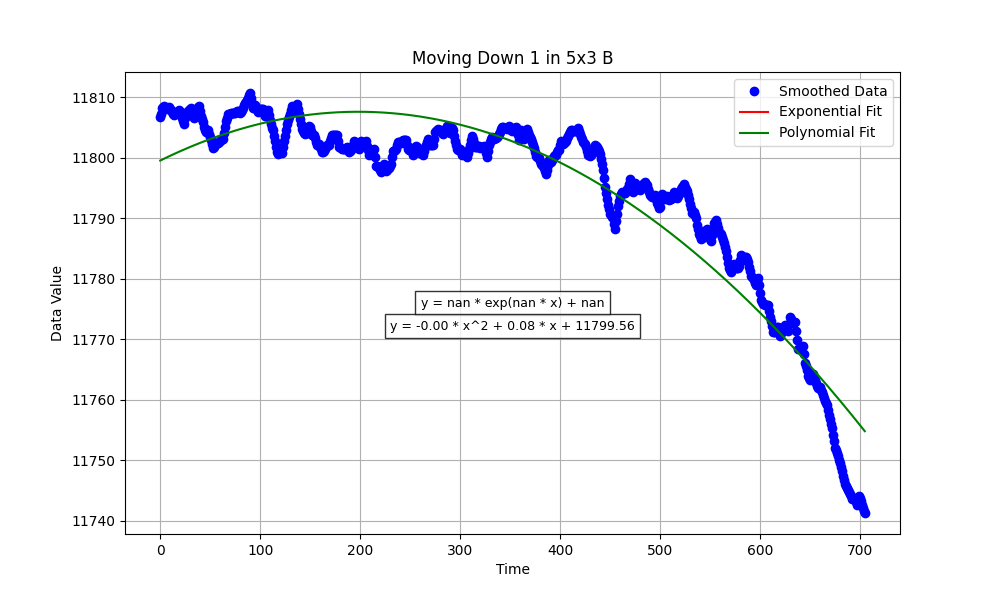 Moving Down 1 in 5x3 B
Smoothed Data
Exponential Fit
Polynomial Fit
11810
11800
11790
11780
11770
11760
11750
11740
Data Value
y = nan * exp(nan * x) + nan
y = -0.00 * x^2 + 0.08 * x + 11799.56
0 100 200 300 400 500 600 700
Time